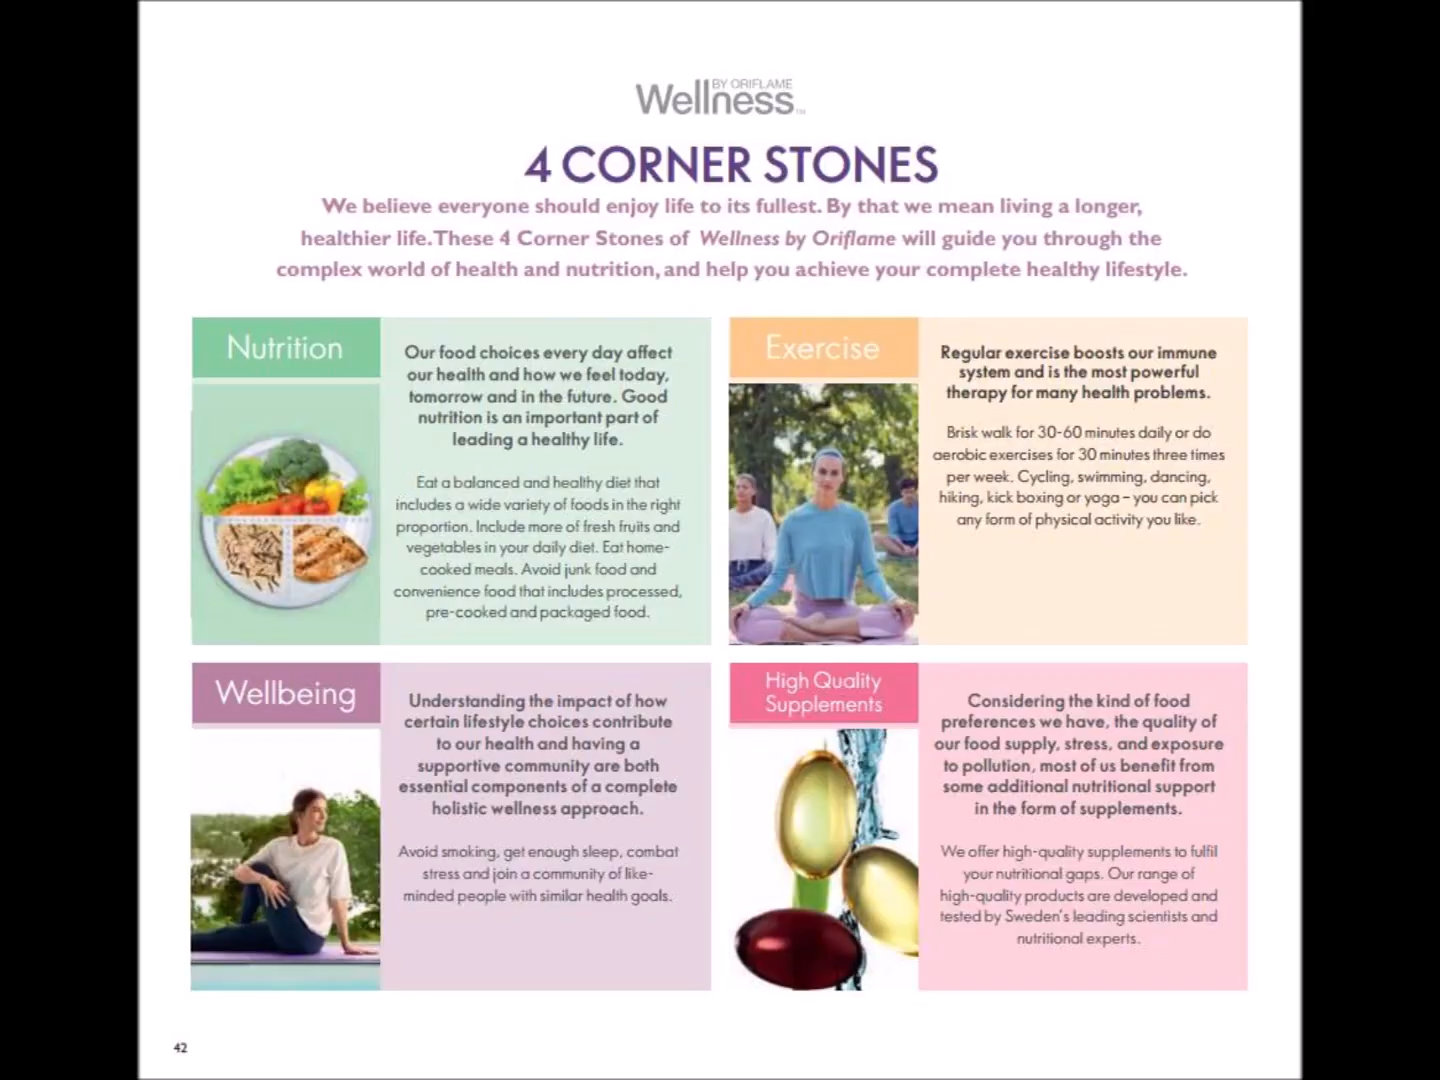 Wellness BY ORIFLAME™
4 CORNER STONES
We believe everyone should enjoy life to its fullest. By that we mean living a longer,
healthier life. These 4 Corner Stones of Wellness by Oriflame will guide you through the
complex world of health and nutrition, and help you achieve your complete healthy lifestyle.
Nutrition
Our food choices every day affect
our health and how we feel today,
tomorrow and in the future. Good
nutrition is an important part of
leading a healthy life.
Eat a balanced and healthy diet that
includes a wide variety of foods in the right
proportion. Include more of fresh fruits and
vegetables in your daily diet. Eat home-
cooked meals. Avoid junk food and
convenience food that includes processed,
pre-cooked and packaged food.
Exercise
Regular exercise boosts our immune
system and is the most powerful
therapy for many health problems.
Brisk walk for 30-60 minutes daily or do
aerobic exercises for 30 minutes three times
per week. Cycling, swimming, dancing,
hiking, kick boxing or yoga – you can pick
any form of physical activity you like.
Wellbeing
Understanding the impact of how
certain lifestyle choices contribute
to our health and having a
supportive community are both
essential components of a complete
holistic wellness approach.
Avoid smoking, get enough sleep, combat
stress and join a community of like-
minded people with similar health goals.
High Quality
Supplements
Considering the kind of food
preferences we have, the quality of
our food supply, stress, and exposure
to pollution, most of us benefit from
some additional nutritional support
in the form of supplements.
We offer high-quality supplements to fulfil
your nutritional gaps. Our range of
high-quality products are developed and
tested by Sweden's leading scientists and
nutritional experts.
42